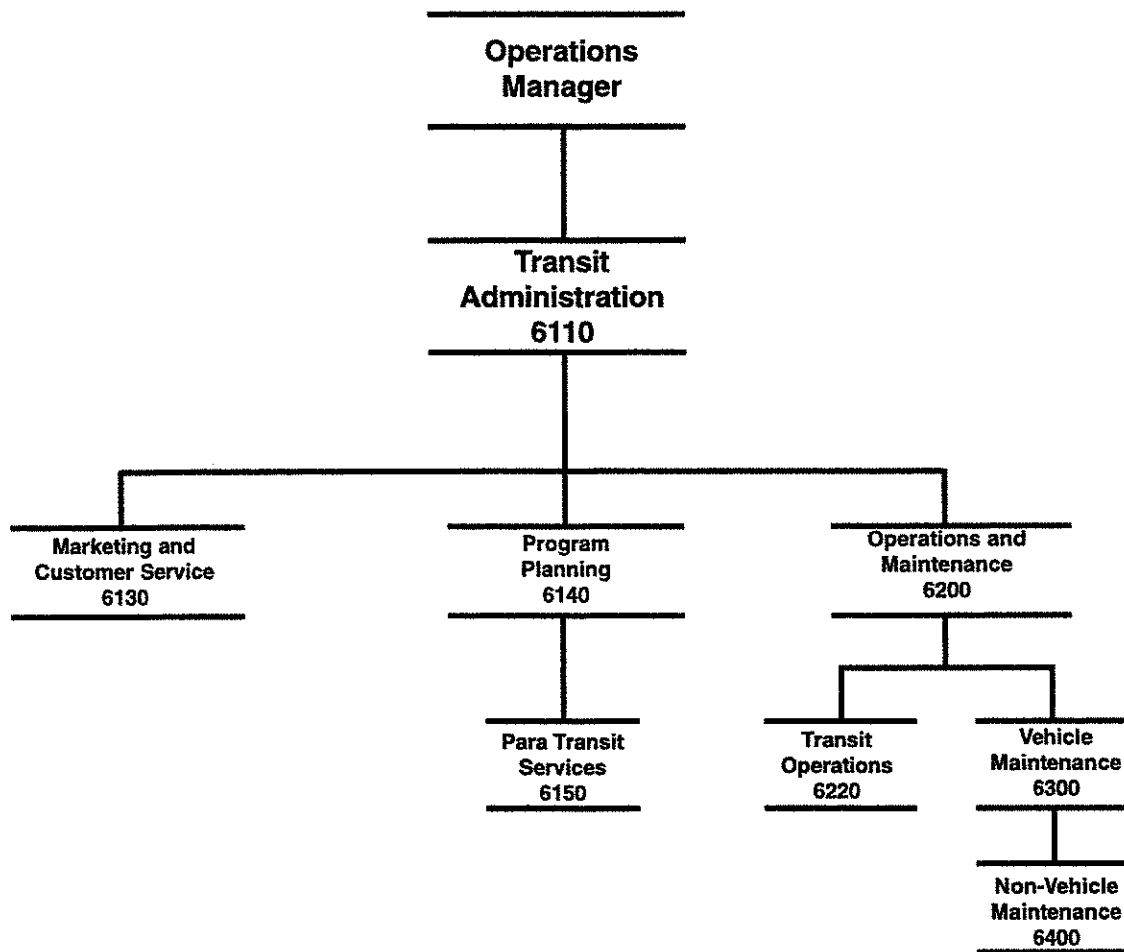 Operations
Manager
Transit
Administration
6110
Marketing and
Customer Service
6130
Program
Planning
6140
Operations and
Maintenance
6200
Para Transit
Services
6150
Transit
Operations
6220
Vehicle
Maintenance
6300
Non-Vehicle
Maintenance
6400